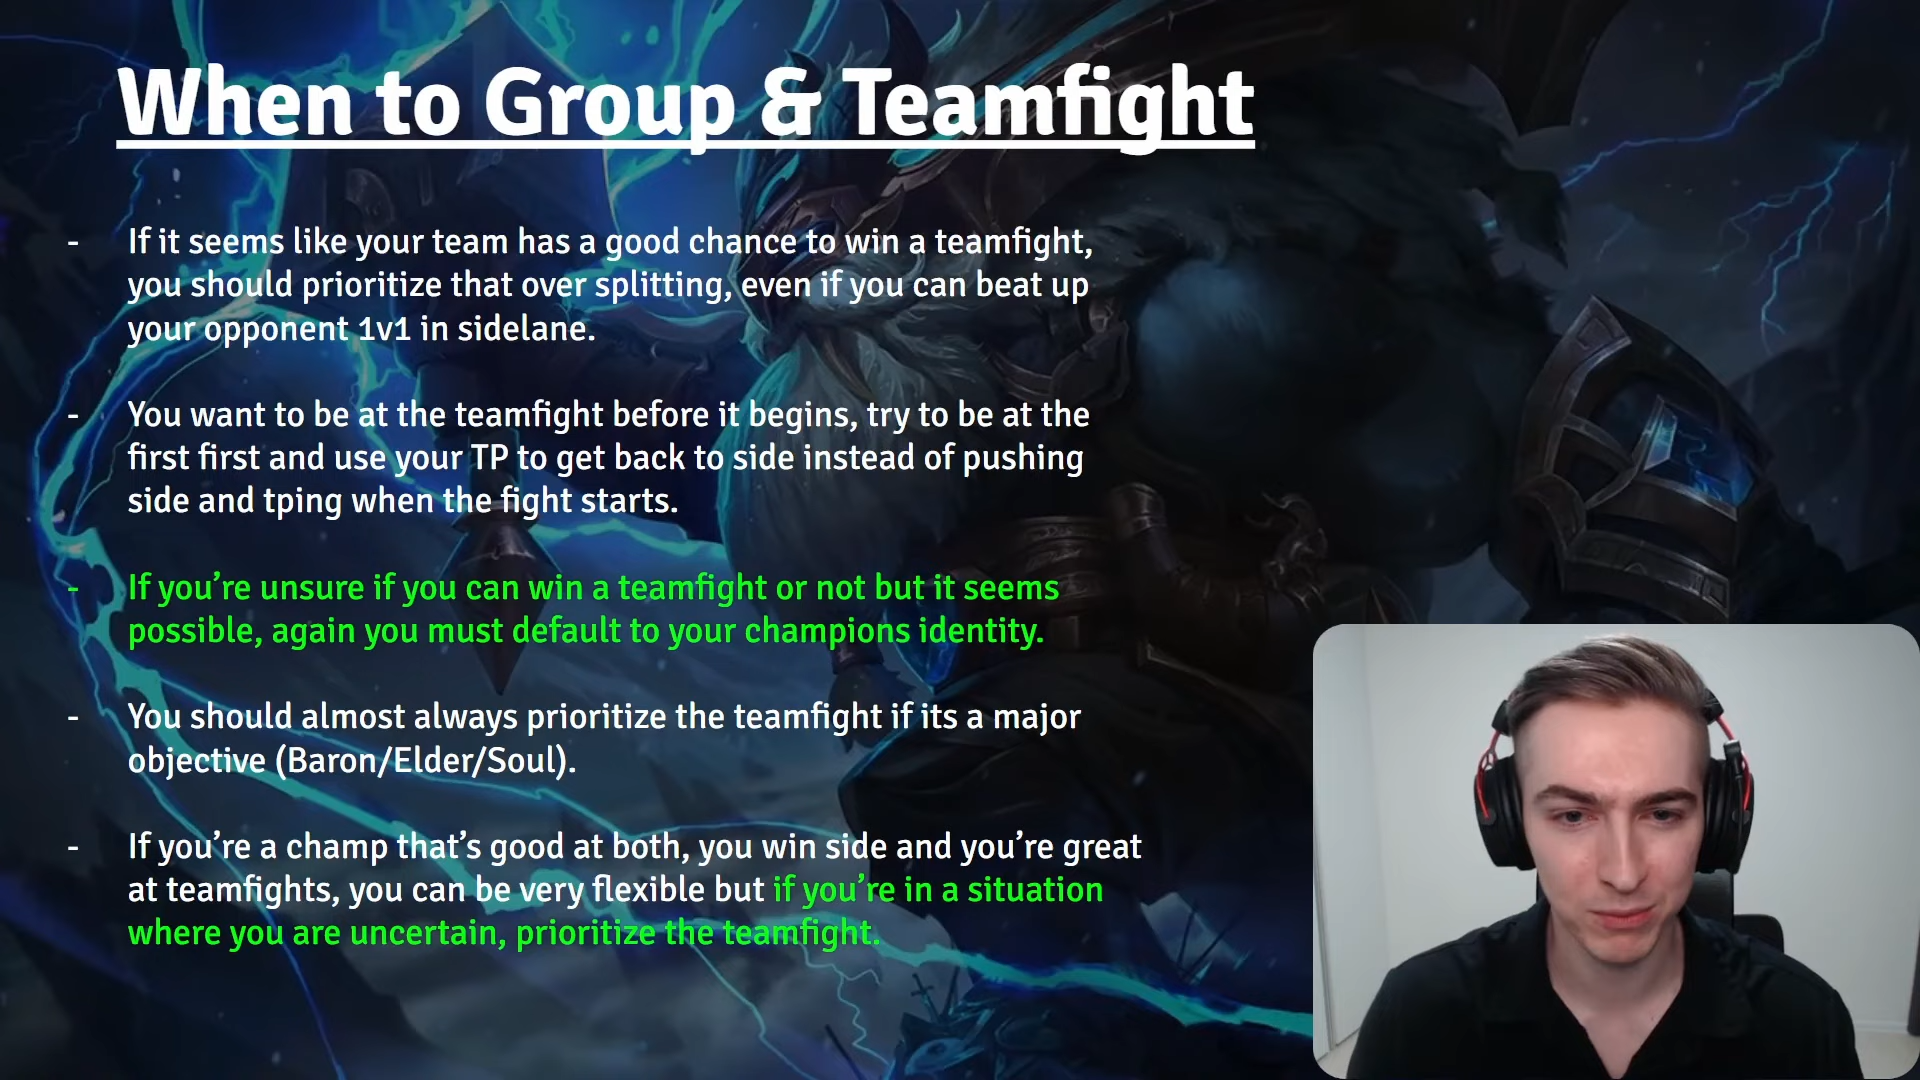 When to Group & Teamfight
- If it seems like your team has a good chance to win a teamfight,
you should prioritize that over splitting, even if you can beat up
your opponent 1v1 in sidelane.
- You want to be at the teamfight before it begins, try to be at the
first first and use your TP to get back to side instead of pushing
side and tping when the fight starts.
- If you’re unsure if you can win a teamfight or not but it seems
possible, again you must default to your champions identity.
- You should almost always prioritize the teamfight if its a major
objective (Baron/Elder/Soul).
- If you’re a champ that’s good at both, you win side and you’re great
at teamfights, you can be very flexible but if you’re in a situation
where you are uncertain, prioritize the teamfight.